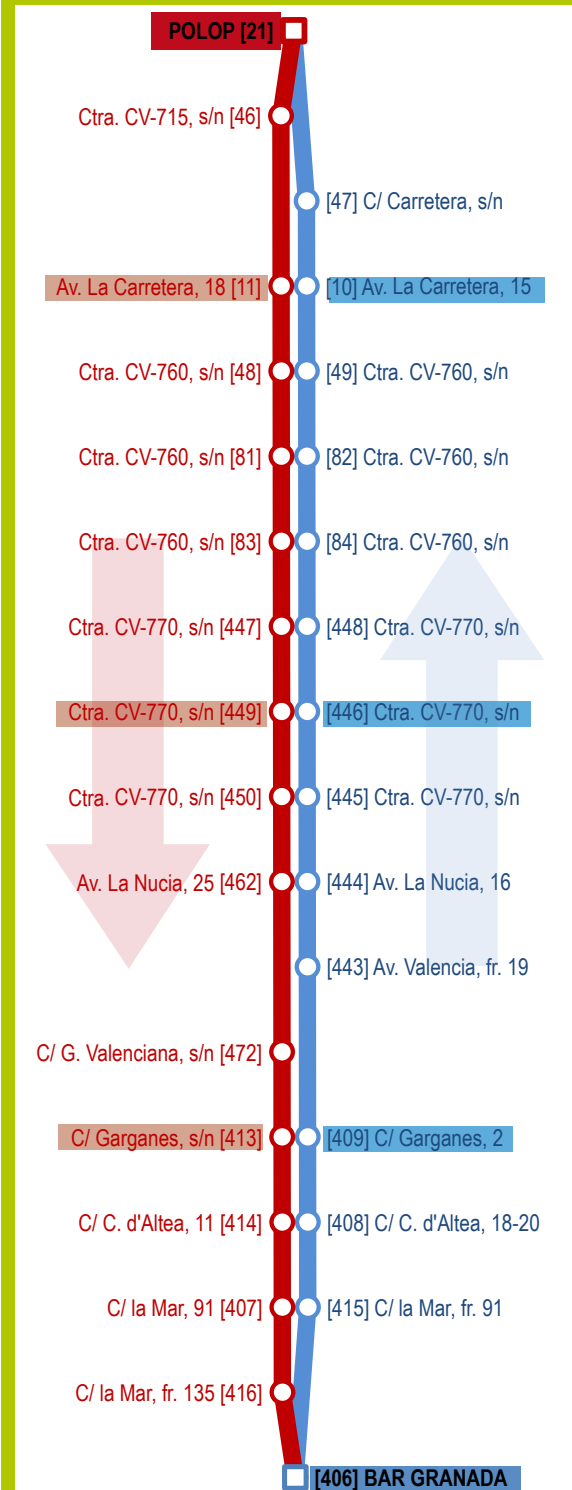 POLOP [21]
Ctra. CV-715, s/n [46]
[47] C/ Carretera, s/n
Av. La Carretera, 18 [11]
[10] Av. La Carretera, 15
Ctra. CV-760, s/n [48]
[49] Ctra. CV-760, s/n
Ctra. CV-760, s/n [81]
[82] Ctra. CV-760, s/n
Ctra. CV-760, s/n [83]
[84] Ctra. CV-760, s/n
Ctra. CV-770, s/n [447]
[448] Ctra. CV-770, s/n
Ctra. CV-770, s/n [449]
[446] Ctra. CV-770, s/n
Ctra. CV-770, s/n [450]
[445] Ctra. CV-770, s/n
Av. La Nucia, 25 [462]
[444] Av. La Nucia, 16
[443] Av. Valencia, fr. 19
C/ G. Valenciana, s/n [472]
C/ Garganes, s/n [413]
[409] C/ Garganes, 2
C/ C. d'Altea, 11 [414]
[408] C/ C. d'Altea, 18-20
C/ la Mar, 91 [407]
[415] C/ la Mar, fr. 91
C/ la Mar, fr. 135 [416]
[406] BAR GRANADA